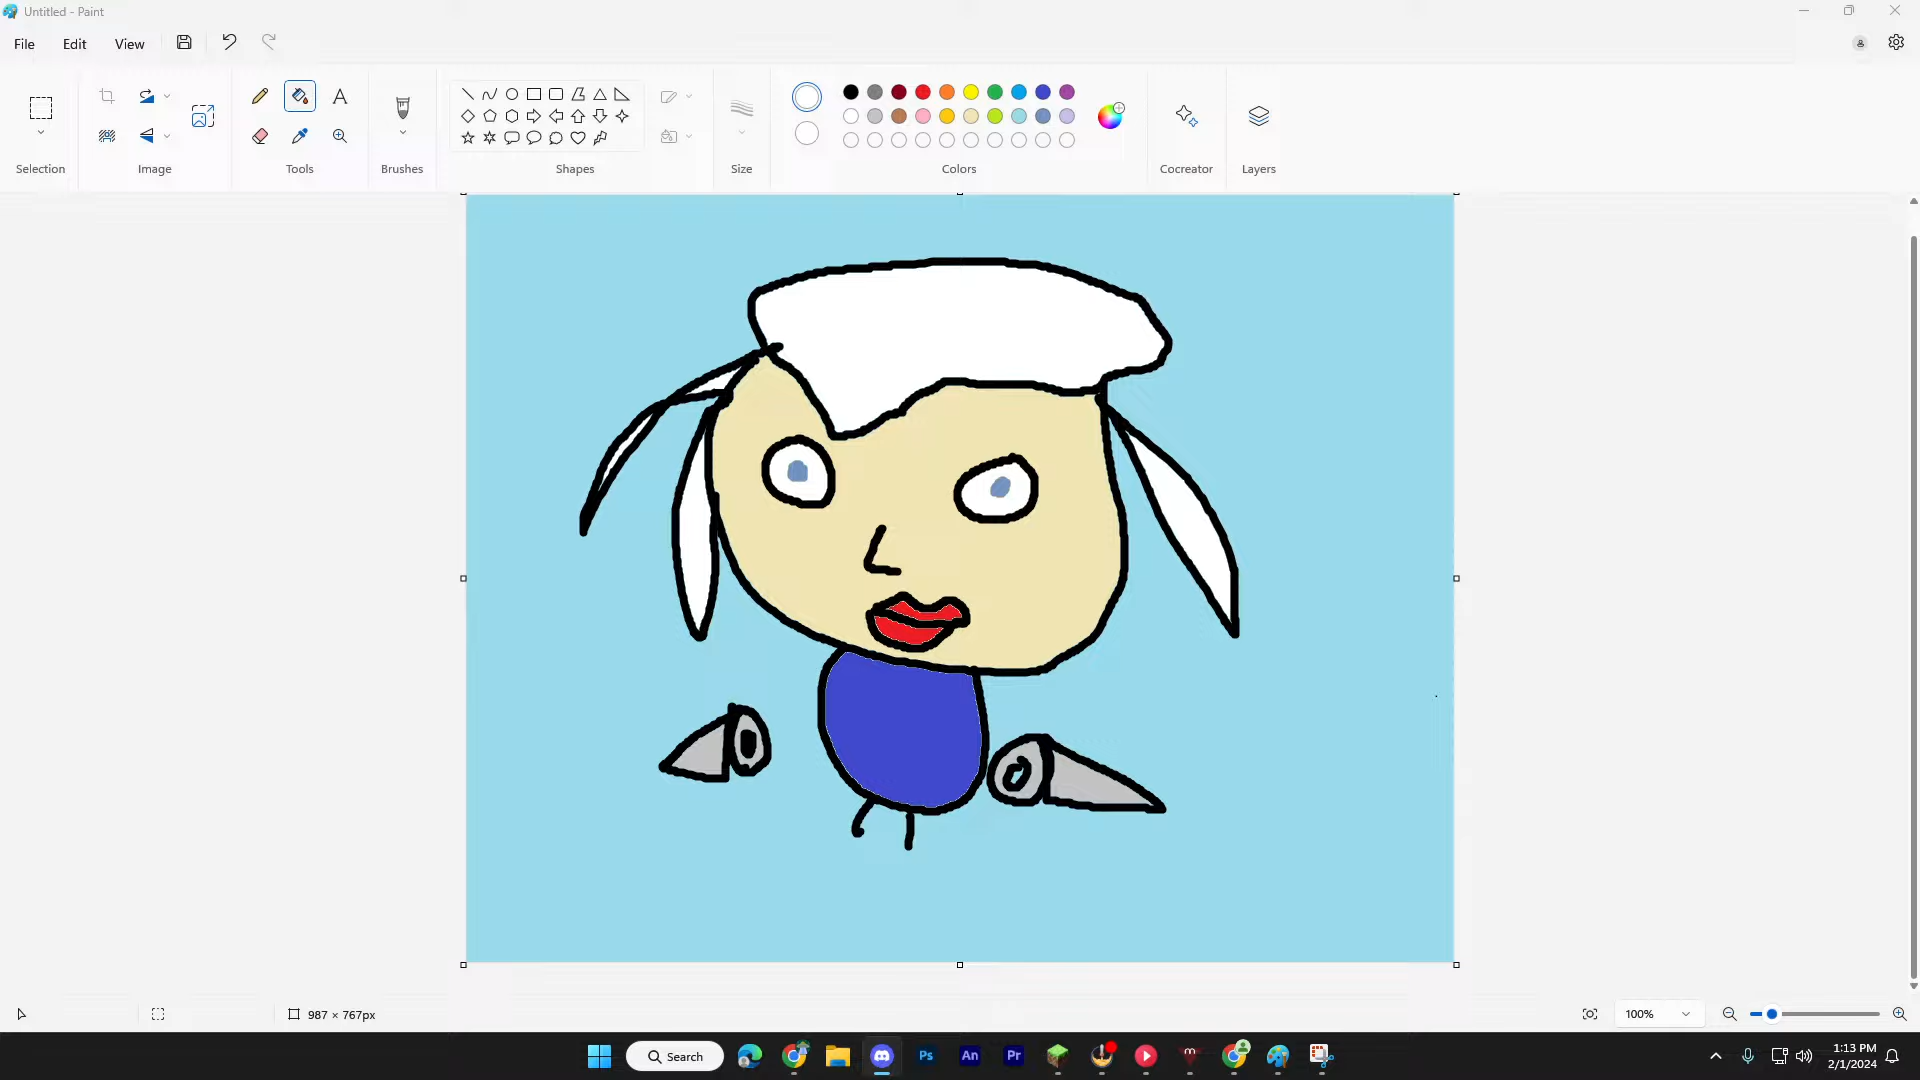 Untitled - Paint
File Edit View
Selection Image Tools Brushes Shapes Size Colors Cocreator Layers
987 × 767px
100%
Search
Ps An Pr
1:13 PM
2/1/2024